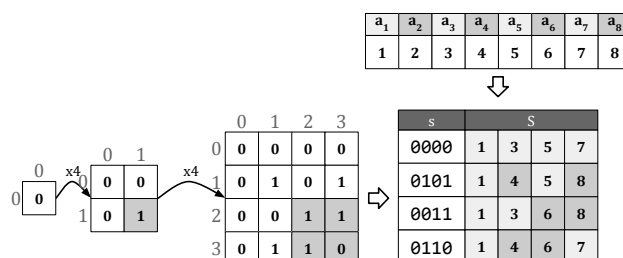 a1 a2 a3 a4 a5 a6 a7 a8
1 2 3 4 5 6 7 8
0
0 0
x4
0 1
0 0 0
1 0 1
x4
0 1 2 3
0 0 0 0 0
1 0 1 0 1
2 0 0 1 1
3 0 1 1 0
s S
0000 1 3 5 7
0101 1 4 5 8
0011 1 3 6 8
0110 1 4 6 7